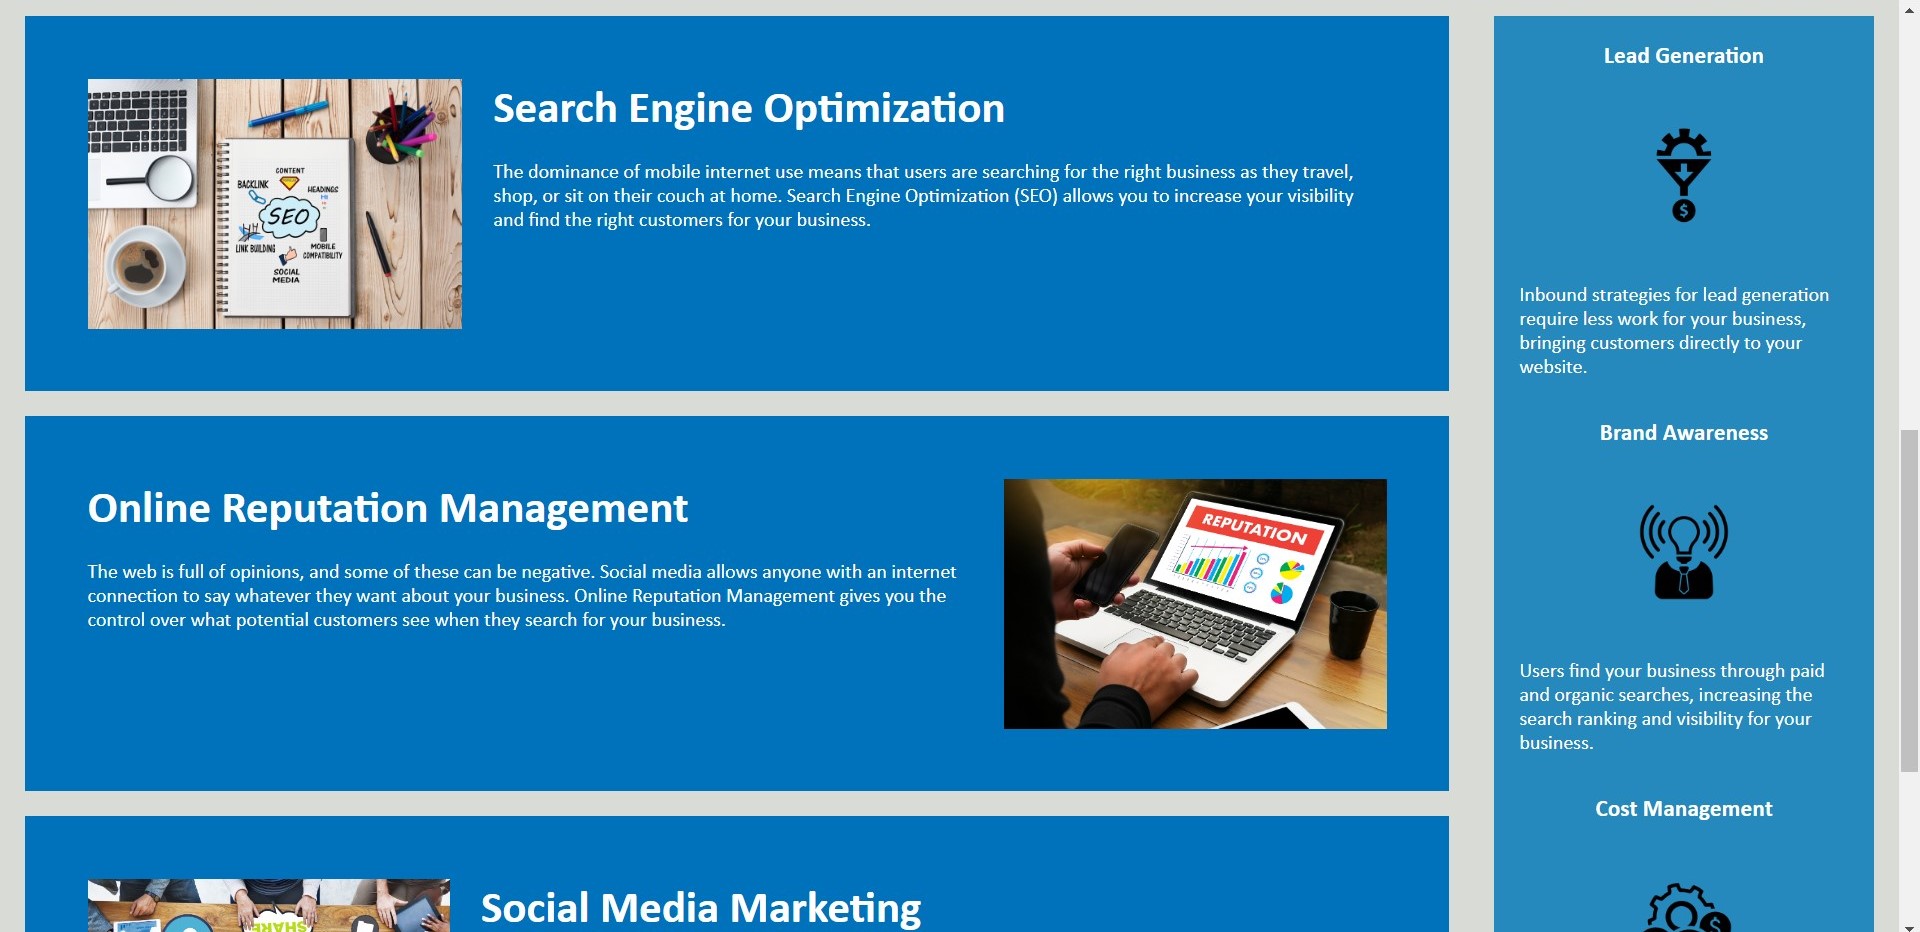 Search Engine Optimization
The dominance of mobile internet use means that users are searching for the right business as they travel,
shop, or sit on their couch at home. Search Engine Optimization (SEO) allows you to increase your visibility
and find the right customers for your business.
CONTENT
BACKLINK
HEADINGS
SEO
LINK BUILDING
MOBILE
COMPATIBILITY
SOCIAL
MEDIA
Online Reputation Management
The web is full of opinions, and some of these can be negative. Social media allows anyone with an internet
connection to say whatever they want about your business. Online Reputation Management gives you the
control over what potential customers see when they search for your business.
REPUTATION
Social Media Marketing
SHARE
Lead Generation
$
Inbound strategies for lead generation
require less work for your business,
bringing customers directly to your
website.
Brand Awareness
Users find your business through paid
and organic searches, increasing the
search ranking and visibility for your
business.
Cost Management
$